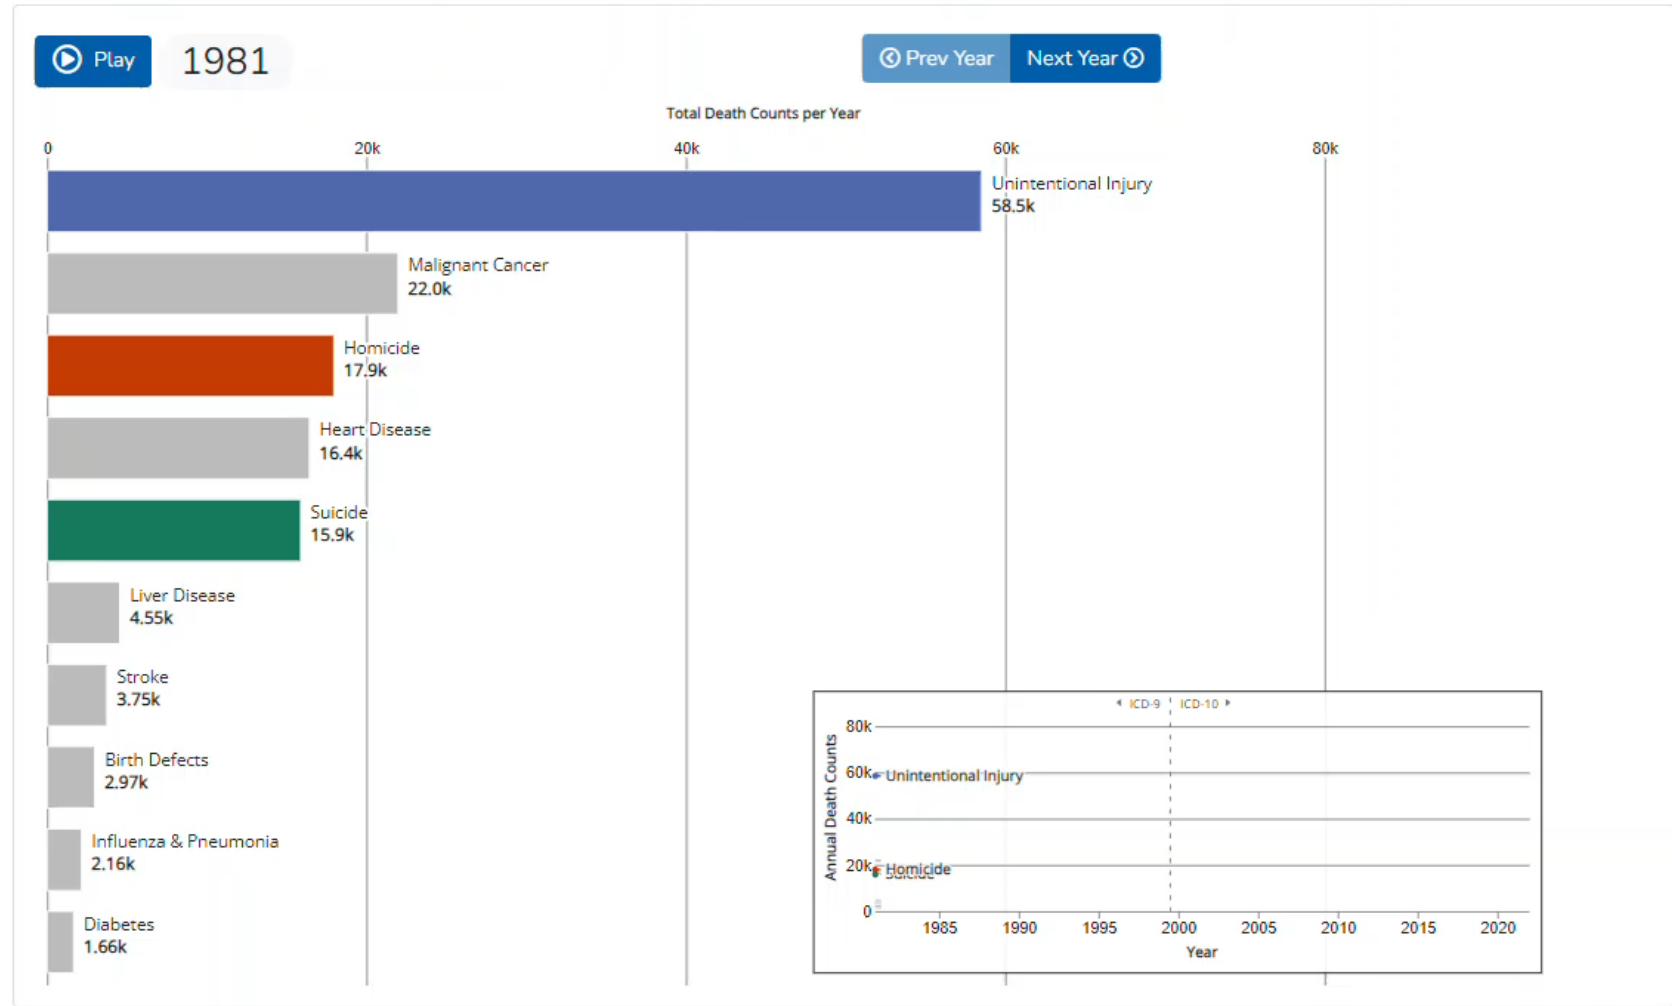 Play
1981
Prev Year
Next Year
Total Death Counts per Year
0 20k 40k 60k 80k
Unintentional Injury
58.5k
Malignant Cancer
22.0k
Homicide
17.9k
Heart Disease
16.4k
Suicide
15.9k
Liver Disease
4.55k
Stroke
3.75k
Birth Defects
2.97k
Influenza & Pneumonia
2.16k
Diabetes
1.66k
ICD-9 ICD-10
Annual Death Counts
80k
60k
Unintentional Injury
40k
20k
Homicide
Suicide
0
1985 1990 1995 2000 2005 2010 2015 2020
Year